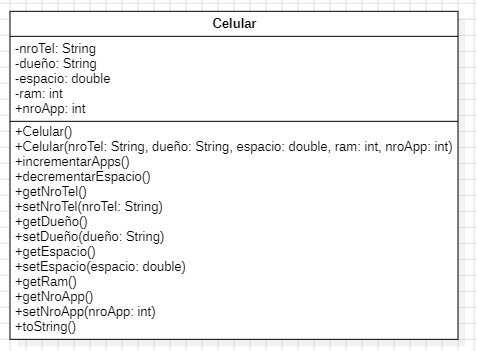 Celular
-nroTel: String
-dueño: String
-espacio: double
-ram: int
+nroApp: int
+Celular()
+Celular(nroTel: String, dueño: String, espacio: double, ram: int, nroApp: int)
+incrementarApps()
+decrementarEspacio()
+getNroTel()
+setNroTel(nroTel: String)
+getDueño()
+setDueño(dueño: String)
+getEspacio()
+setEspacio(espacio: double)
+getRam()
+getNroApp()
+setNroApp(nroApp: int)
+toString()